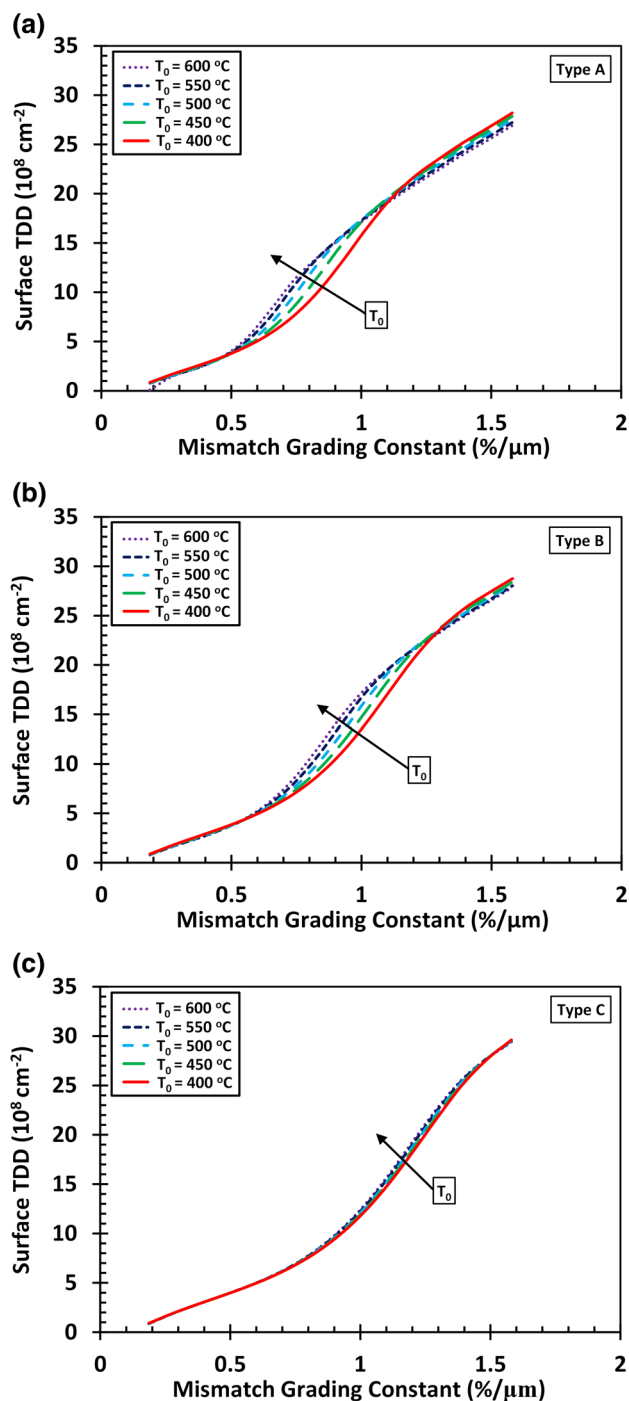 (a)
35
30
25
20
15
10
5
0
Surface TDD (10⁸ cm⁻²)
T₀ = 600 °C
T₀ = 550 °C
T₀ = 500 °C
T₀ = 450 °C
T₀ = 400 °C
Type A
T₀
0 0.5 1 1.5 2
Mismatch Grading Constant (%/µm)
(b)
35
30
25
20
15
10
5
0
Surface TDD (10⁸ cm⁻²)
T₀ = 600 °C
T₀ = 550 °C
T₀ = 500 °C
T₀ = 450 °C
T₀ = 400 °C
Type B
T₀
0 0.5 1 1.5 2
Mismatch Grading Constant (%/µm)
(c)
35
30
25
20
15
10
5
0
Surface TDD (10⁸ cm⁻²)
T₀ = 600 °C
T₀ = 550 °C
T₀ = 500 °C
T₀ = 450 °C
T₀ = 400 °C
Type C
T₀
0 0.5 1 1.5 2
Mismatch Grading Constant (%/µm)